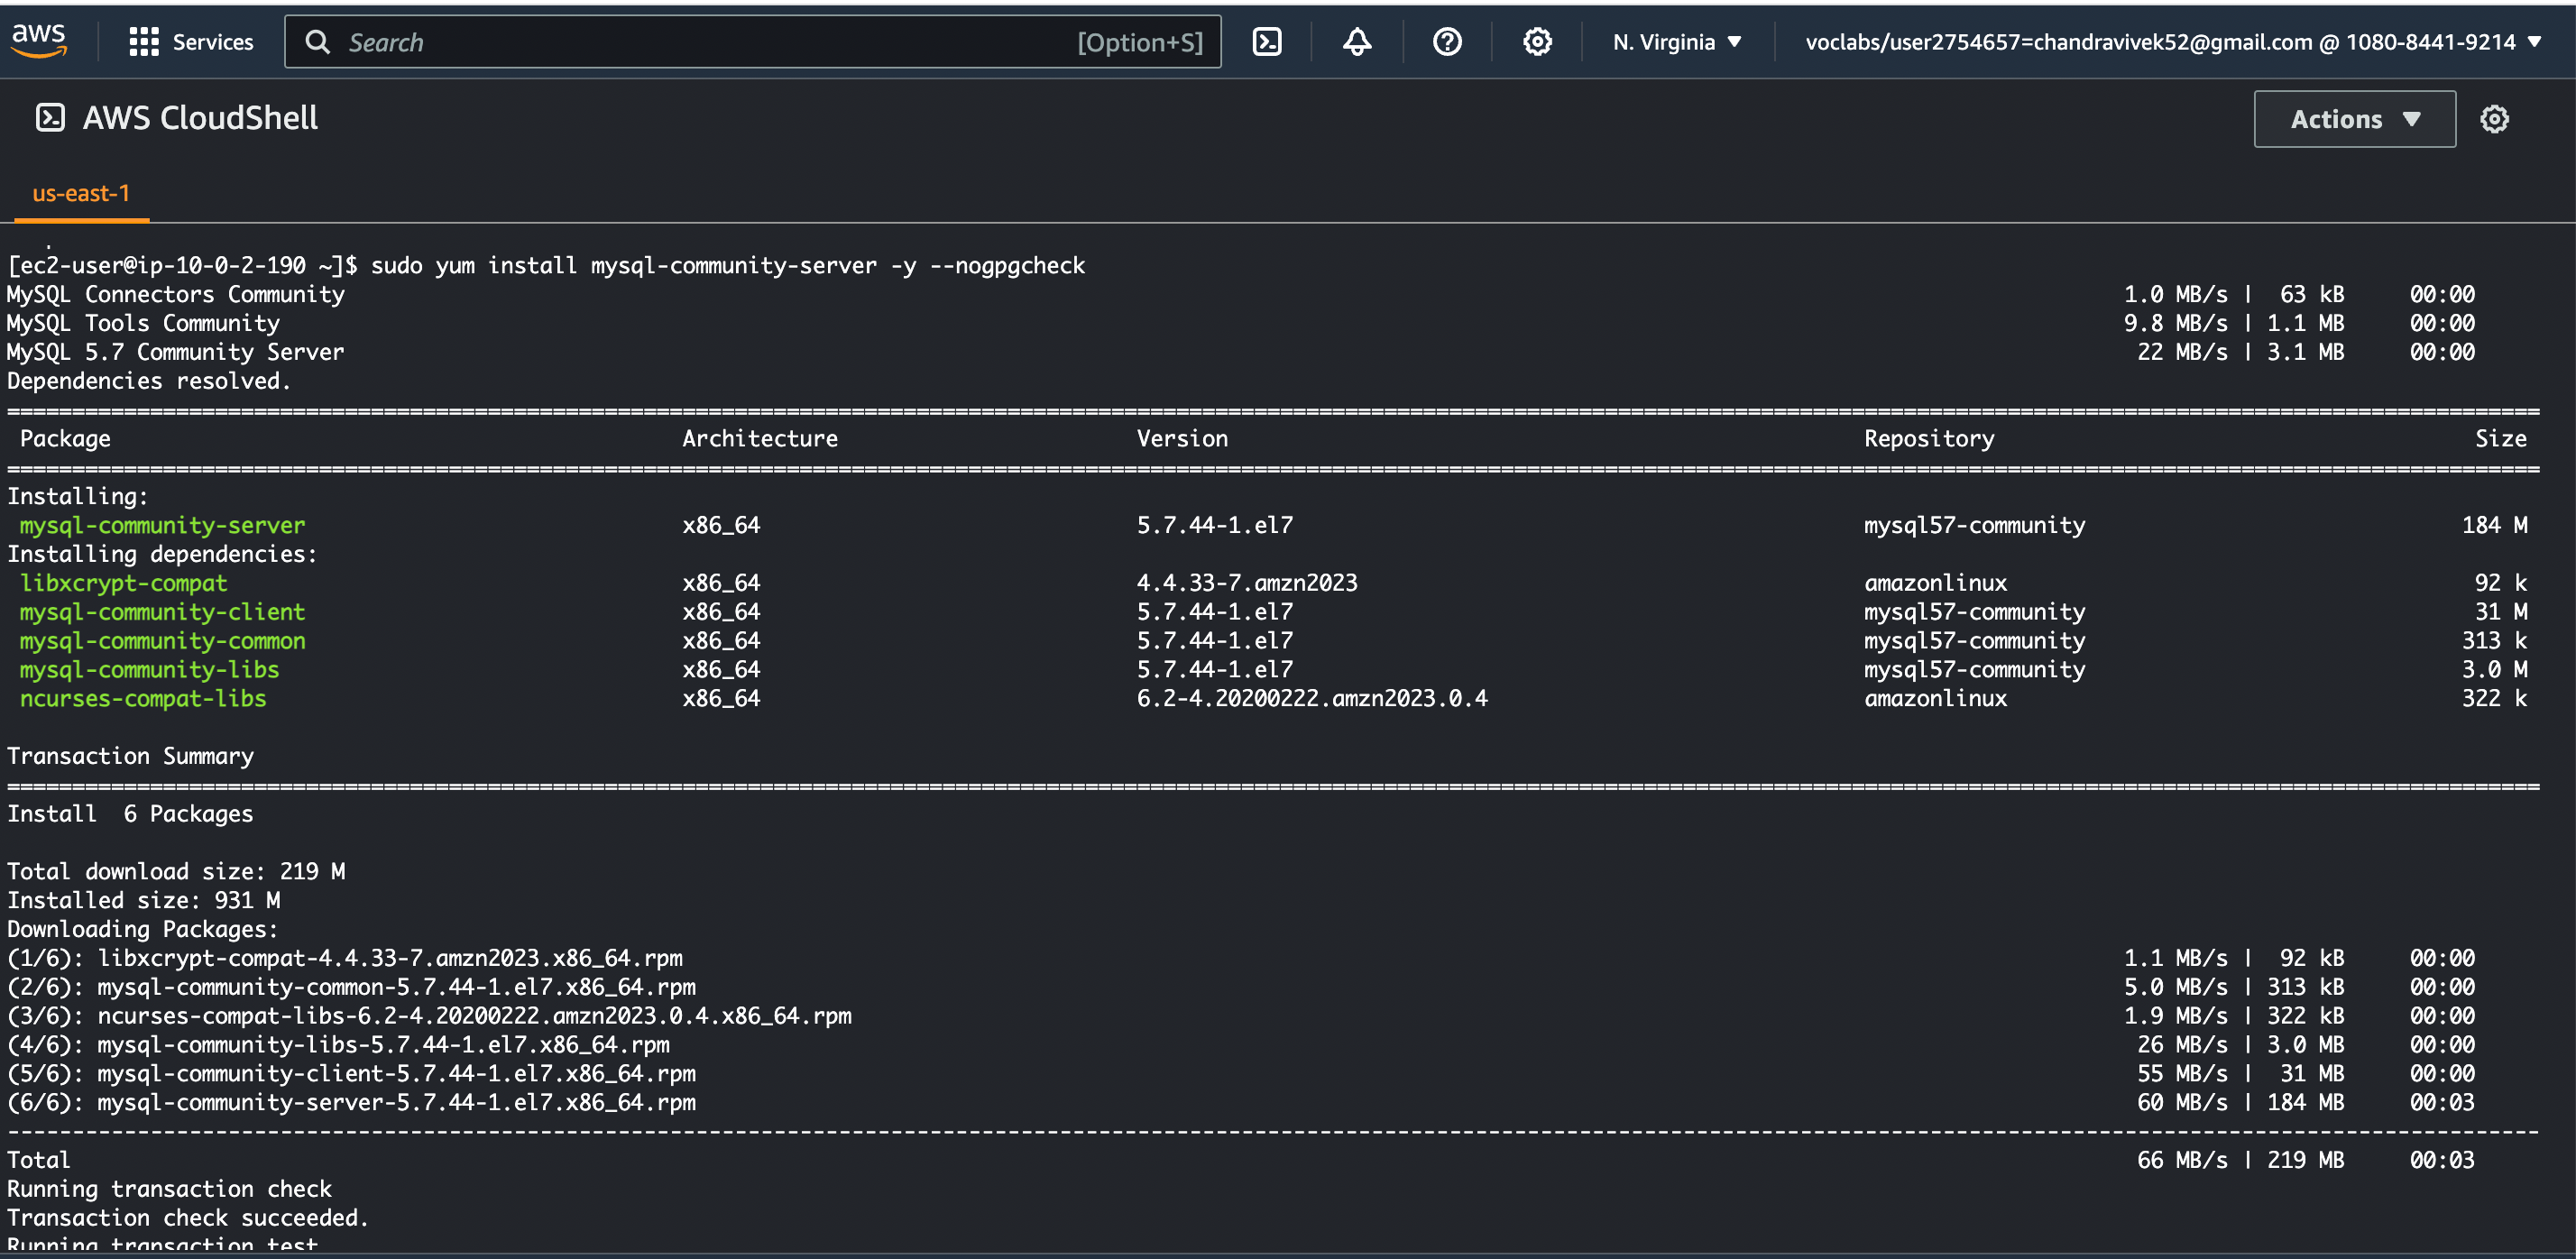 aws Services Search [Option+S] N. Virginia ▼ voclabs/user2754657=chandravivek52@gmail.com @ 1080-8441-9214 ▼
AWS CloudShell Actions ▼
us-east-1
[ec2-user@ip-10-0-2-190 ~]$ sudo yum install mysql-community-server -y --nogpgcheck
MySQL Connectors Community 1.0 MB/s | 63 kB 00:00
MySQL Tools Community 9.8 MB/s | 1.1 MB 00:00
MySQL 5.7 Community Server 22 MB/s | 3.1 MB 00:00
Dependencies resolved.
Package Architecture Version Repository Size
Installing:
mysql-community-server x86_64 5.7.44-1.el7 mysql57-community 184 M
Installing dependencies:
libxcrypt-compat x86_64 4.4.33-7.amzn2023 amazonlinux 92 k
mysql-community-client x86_64 5.7.44-1.el7 mysql57-community 31 M
mysql-community-common x86_64 5.7.44-1.el7 mysql57-community 313 k
mysql-community-libs x86_64 5.7.44-1.el7 mysql57-community 3.0 M
ncurses-compat-libs x86_64 6.2-4.20200222.amzn2023.0.4 amazonlinux 322 k
Transaction Summary
Install 6 Packages
Total download size: 219 M
Installed size: 931 M
Downloading Packages:
(1/6): libxcrypt-compat-4.4.33-7.amzn2023.x86_64.rpm 1.1 MB/s | 92 kB 00:00
(2/6): mysql-community-common-5.7.44-1.el7.x86_64.rpm 5.0 MB/s | 313 kB 00:00
(3/6): ncurses-compat-libs-6.2-4.20200222.amzn2023.0.4.x86_64.rpm 1.9 MB/s | 322 kB 00:00
(4/6): mysql-community-libs-5.7.44-1.el7.x86_64.rpm 26 MB/s | 3.0 MB 00:00
(5/6): mysql-community-client-5.7.44-1.el7.x86_64.rpm 55 MB/s | 31 MB 00:00
(6/6): mysql-community-server-5.7.44-1.el7.x86_64.rpm 60 MB/s | 184 MB 00:03
Total 66 MB/s | 219 MB 00:03
Running transaction check
Transaction check succeeded.
Running transaction test